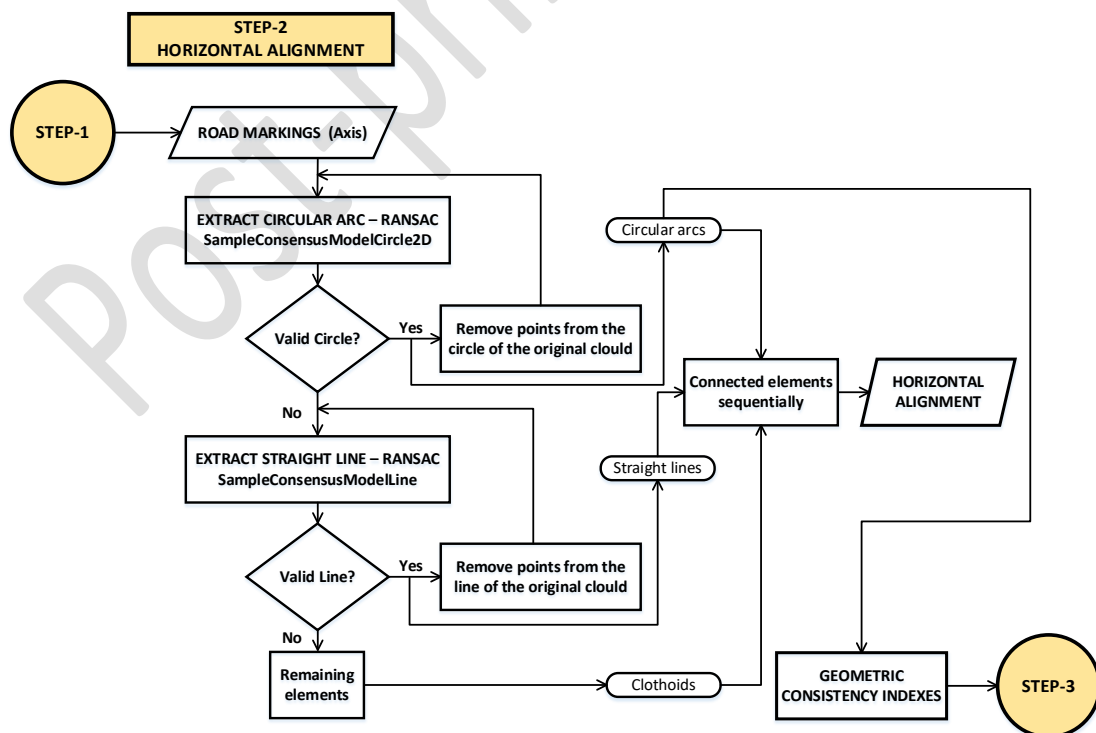 STEP-2
HORIZONTAL ALIGNMENT
STEP-1
ROAD MARKINGS (Axis)
EXTRACT CIRCULAR ARC – RANSAC
SampleConsensusModelCircle2D
Circular arcs
Valid Circle?
Yes
Remove points from the
circle of the original clould
No
Connected elements
sequentially
HORIZONTAL
ALIGNMENT
EXTRACT STRAIGHT LINE – RANSAC
SampleConsensusModelLine
Straight lines
Valid Line?
Yes
Remove points from the
line of the original clould
No
Remaining
elements
Clothoids
GEOMETRIC
CONSISTENCY INDEXES
STEP-3
Post-pri